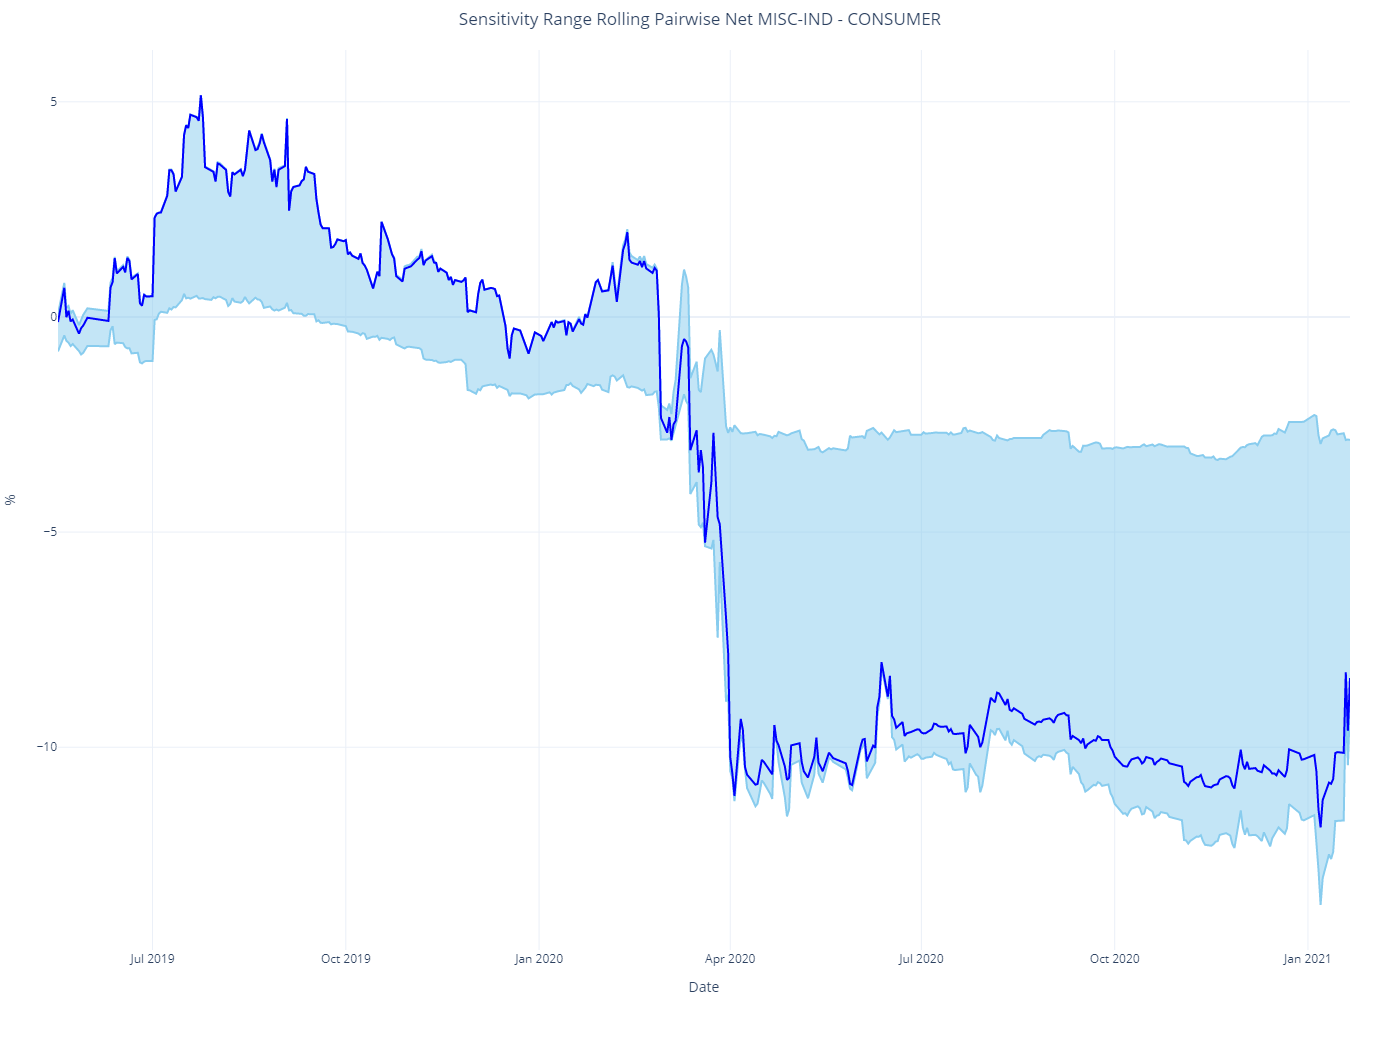 Sensitivity Range Rolling Pairwise Net MISC-IND - CONSUMER
5
0
−5
−10
%
Jul 2019 Oct 2019 Jan 2020 Apr 2020 Jul 2020 Oct 2020 Jan 2021
Date